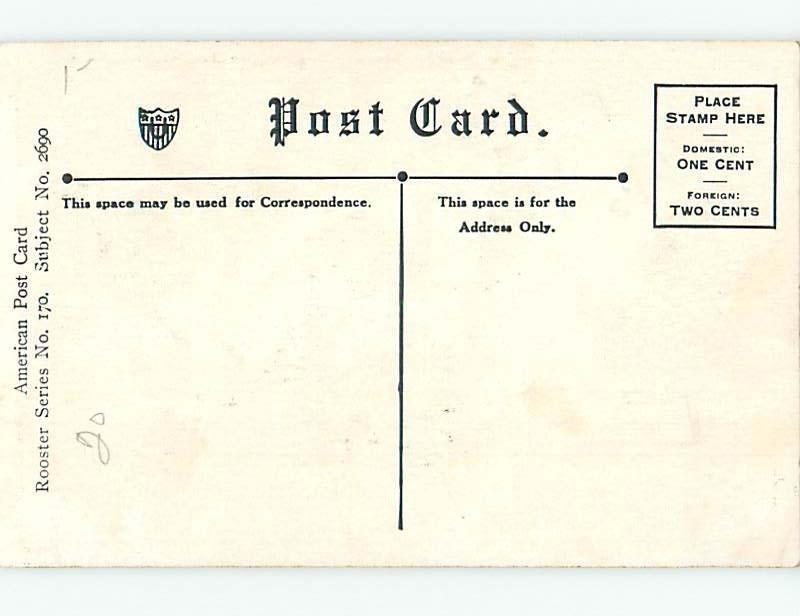 Post Card.
PLACE
STAMP HERE
DOMESTIC:
ONE CENT
FOREIGN:
TWO CENTS
This space may be used for Correspondence.
This space is for the
Address Only.
American Post Card
Rooster Series No. 170. Subject No. 2690
20